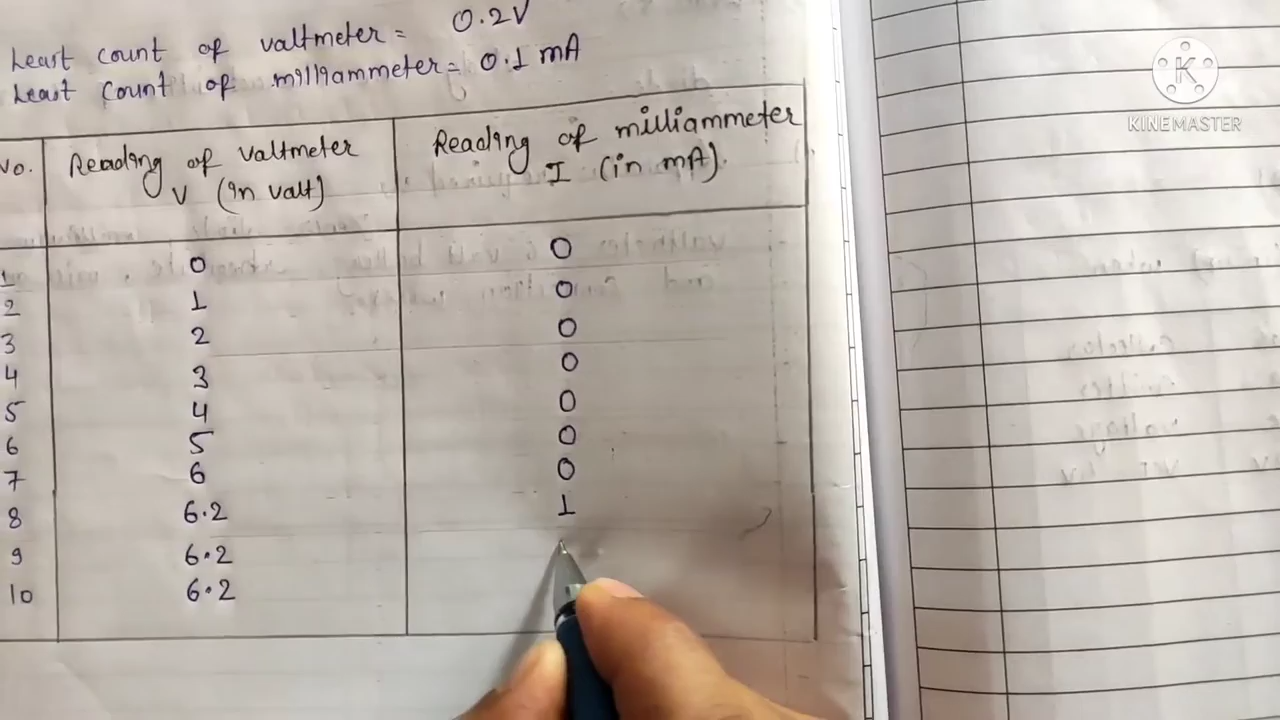 Least count of valtmeter = 0.2V
Least count of milliammeter = 0.1 mA
No. Reading of valtmeter V (in valt) Reading of milliammeter I (in mA).
1 0 0
2 1 0
3 2 0
4 3 0
5 4 0
6 5 0
7 6 0
8 6.2 1
9 6.2
10 6.2
K
KINEMASTER